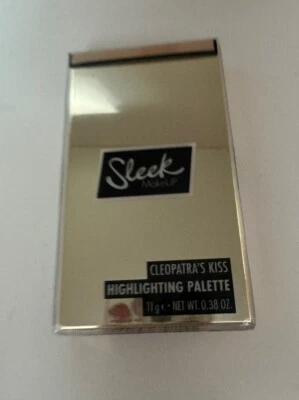 Sleek
MakeUP
CLEOPATRA'S KISS
HIGHLIGHTING PALETTE
11g ℮ • NET WT. 0.38 OZ.